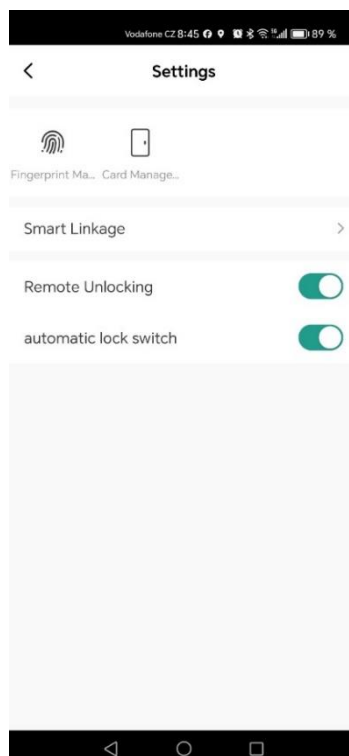 Vodafone CZ 8:45 89 %
Settings
Fingerprint Ma... Card Manage...
Smart Linkage
Remote Unlocking
automatic lock switch